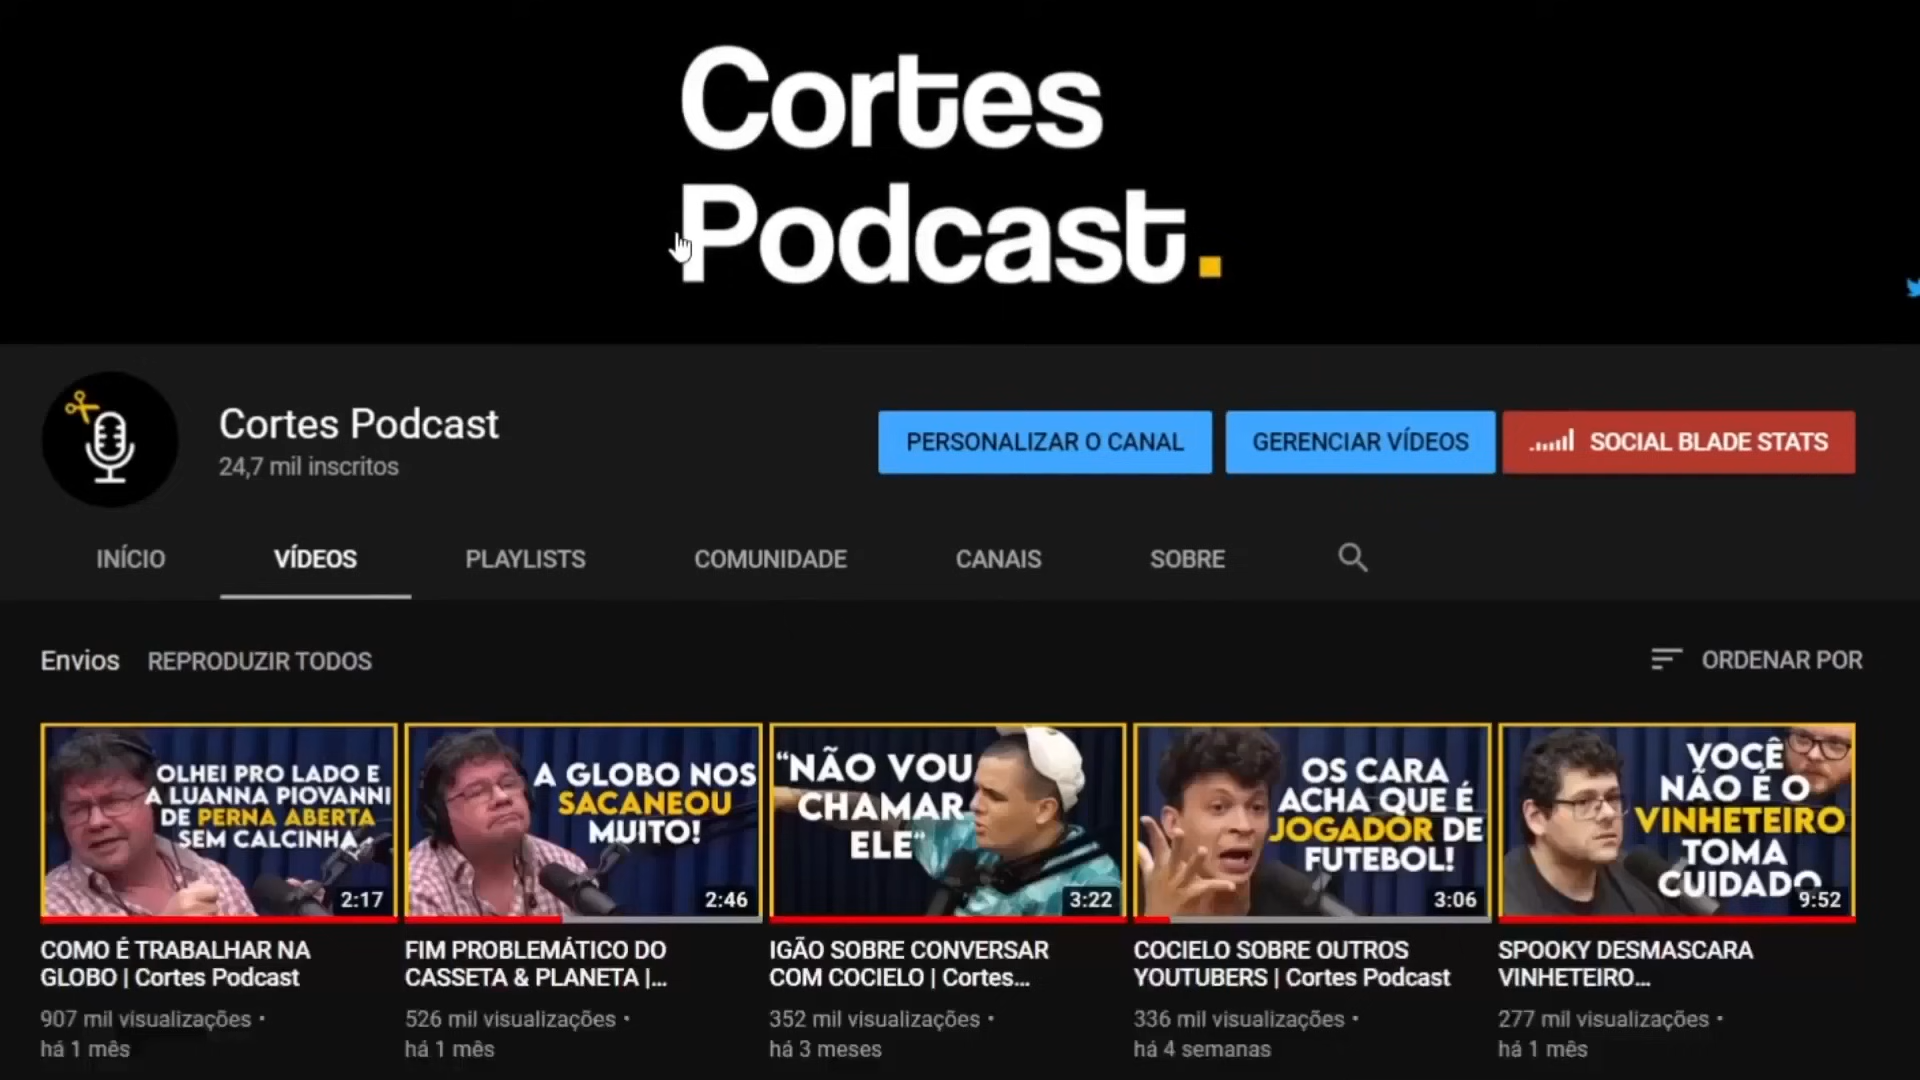 Cortes
Podcast.
Cortes Podcast
24,7 mil inscritos
PERSONALIZAR O CANAL
GERENCIAR VÍDEOS
SOCIAL BLADE STATS
INÍCIO
VÍDEOS
PLAYLISTS
COMUNIDADE
CANAIS
SOBRE
Envios
REPRODUZIR TODOS
ORDENAR POR
OLHEI PRO LADO E
A LUANNA PIOVANNI
DE PERNA ABERTA
SEM CALCINHA
2:17
COMO É TRABALHAR NA
GLOBO | Cortes Podcast
907 mil visualizações •
há 1 mês
A GLOBO NOS
SACANEOU
MUITO!
2:46
FIM PROBLEMÁTICO DO
CASSETA & PLANETA |...
526 mil visualizações •
há 1 mês
“NÃO VOU
CHAMAR
ELE“
3:22
IGÃO SOBRE CONVERSAR
COM COCIELO | Cortes...
352 mil visualizações •
há 3 meses
OS CARA
ACHA QUE É
JOGADOR DE
FUTEBOL!
3:06
COCIELO SOBRE OUTROS
YOUTUBERS | Cortes Podcast
336 mil visualizações •
há 4 semanas
VOCÊ
NÃO É O
VINHETEIRO
TOMA
CUIDADO
9:52
SPOOKY DESMASCARA
VINHETEIRO...
277 mil visualizações •
há 1 mês